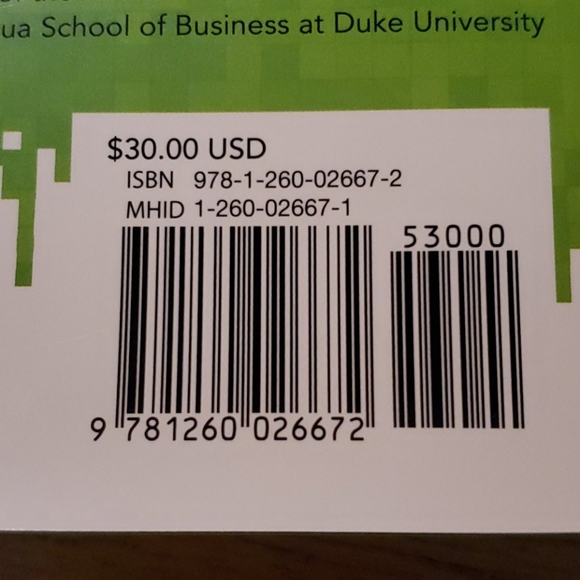 ua School of Business at Duke University
$30.00 USD
ISBN 978-1-260-02667-2
MHID 1-260-02667-1
53000
9 781260 026672